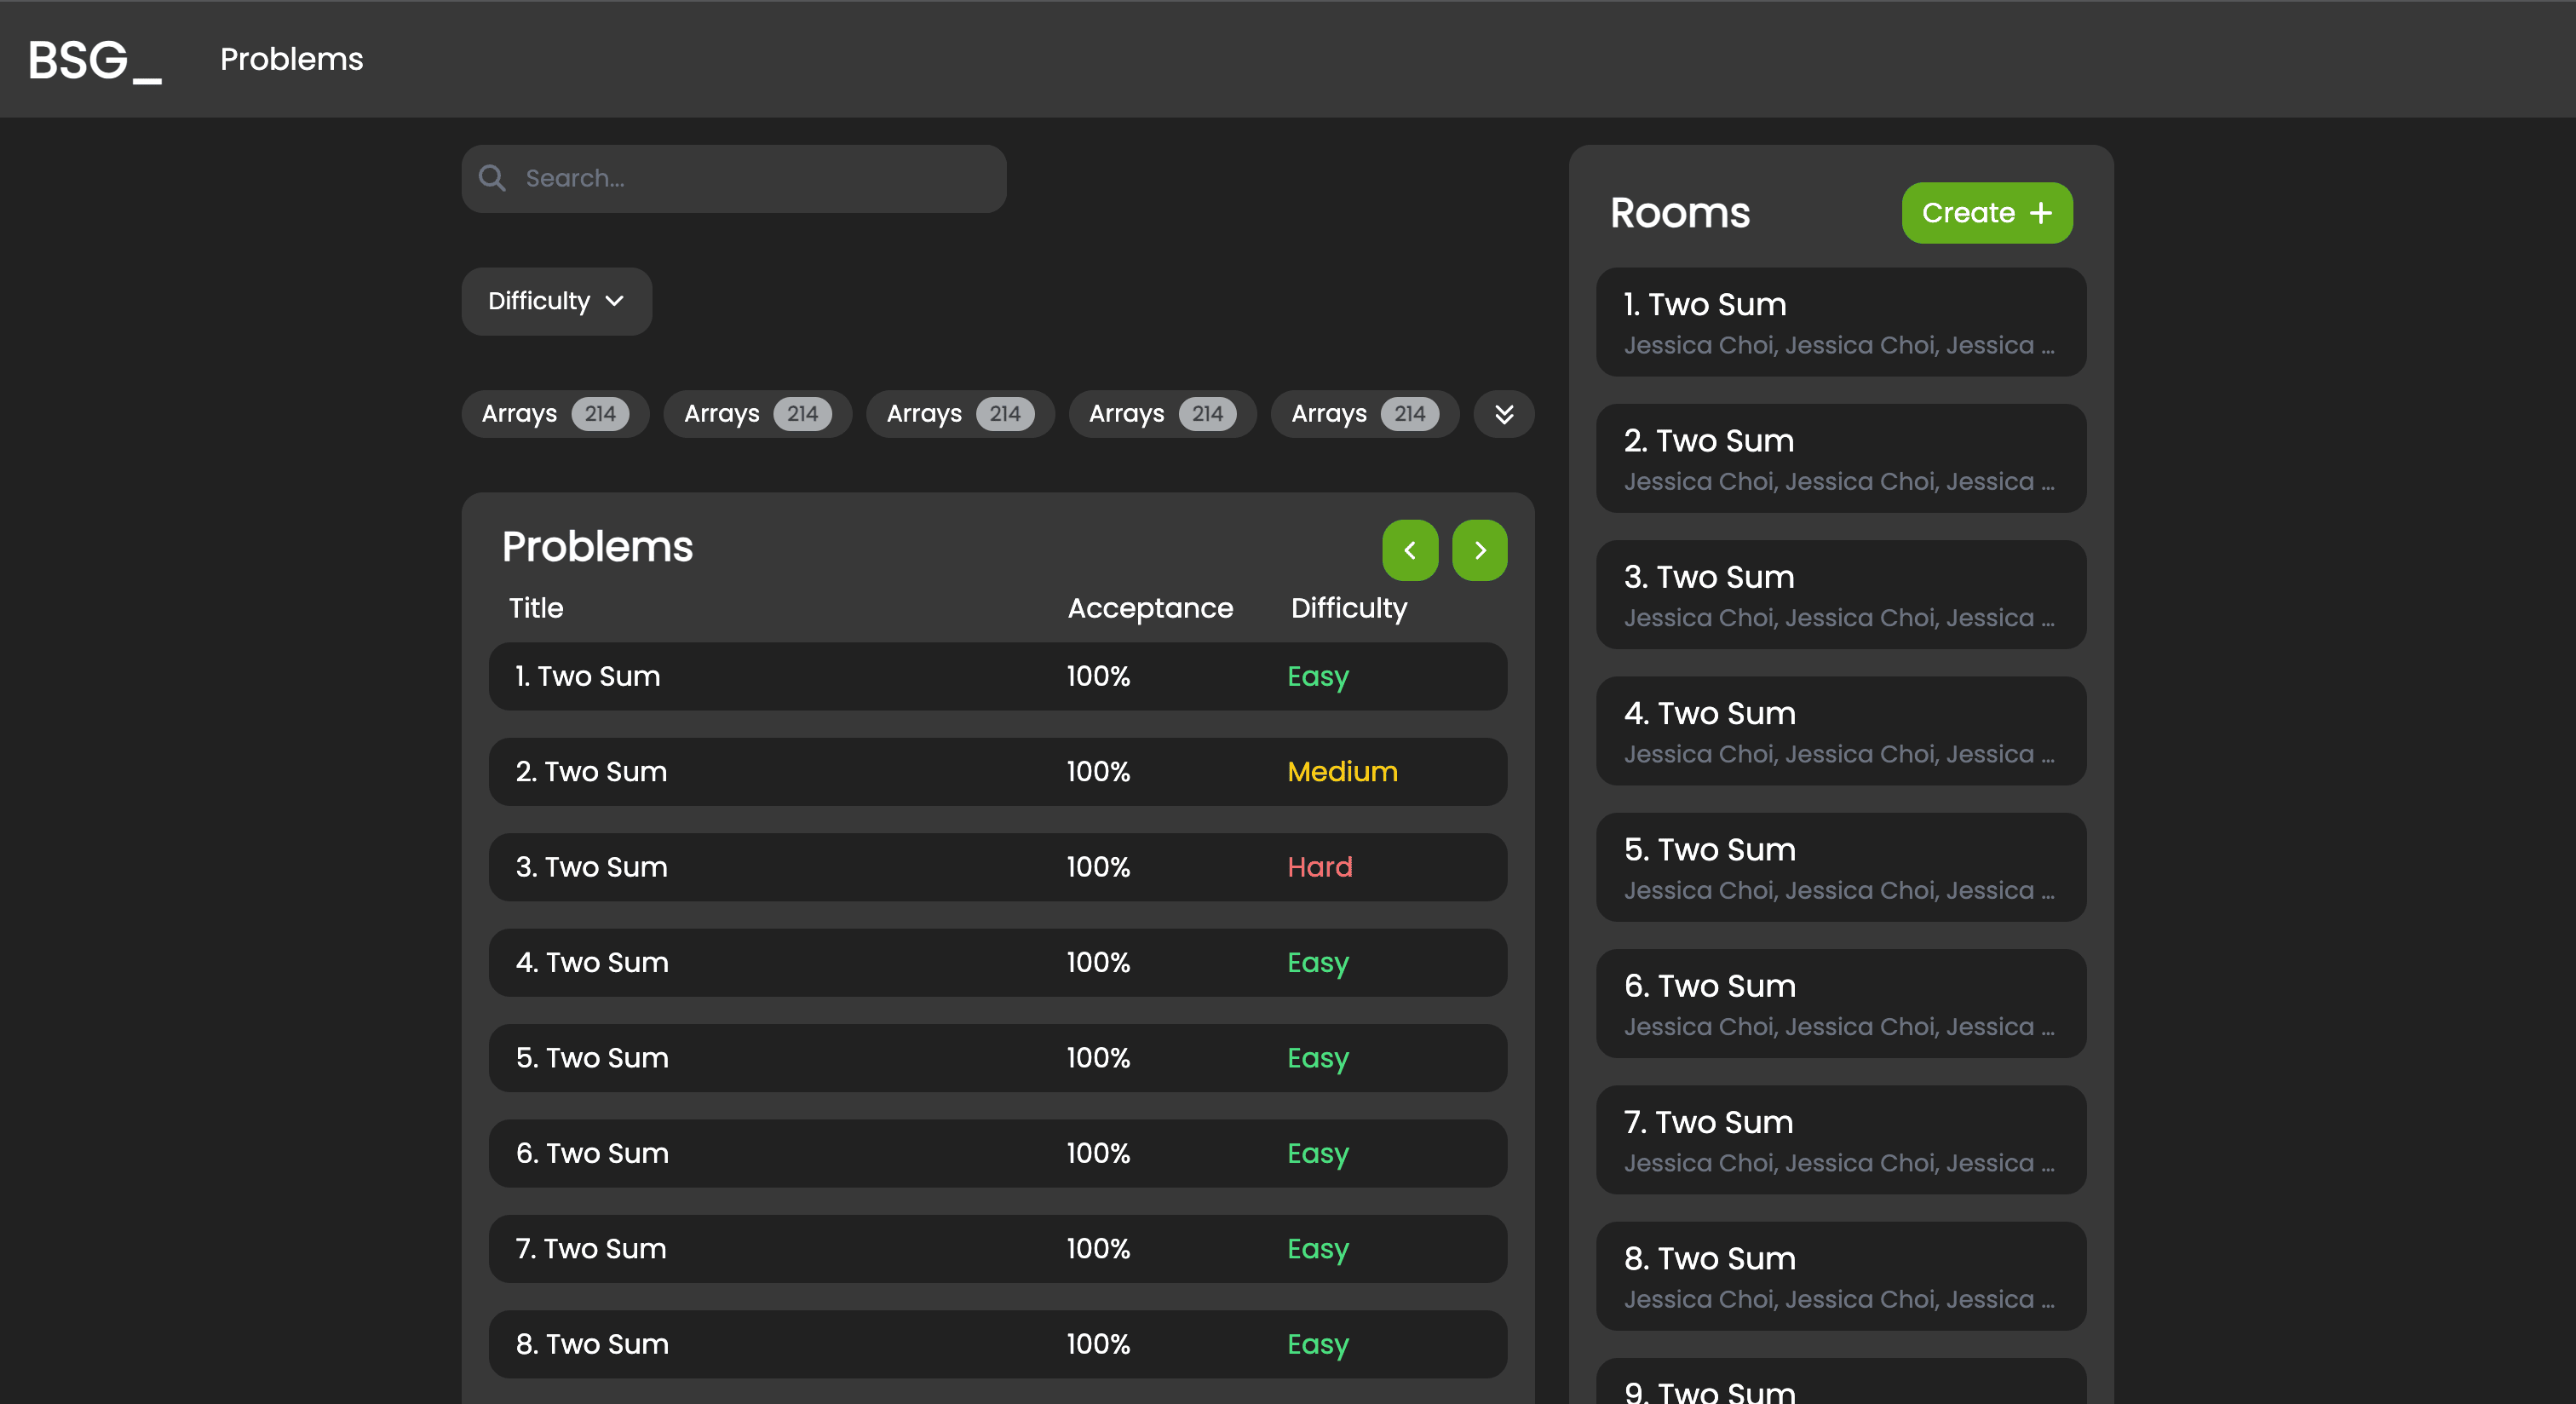 BSG_ Problems
Search...
Difficulty
Arrays 214 Arrays 214 Arrays 214 Arrays 214 Arrays 214
Problems
Title Acceptance Difficulty
1. Two Sum 100% Easy
2. Two Sum 100% Medium
3. Two Sum 100% Hard
4. Two Sum 100% Easy
5. Two Sum 100% Easy
6. Two Sum 100% Easy
7. Two Sum 100% Easy
8. Two Sum 100% Easy
Rooms Create +
1. Two Sum
Jessica Choi, Jessica Choi, Jessica ...
2. Two Sum
Jessica Choi, Jessica Choi, Jessica ...
3. Two Sum
Jessica Choi, Jessica Choi, Jessica ...
4. Two Sum
Jessica Choi, Jessica Choi, Jessica ...
5. Two Sum
Jessica Choi, Jessica Choi, Jessica ...
6. Two Sum
Jessica Choi, Jessica Choi, Jessica ...
7. Two Sum
Jessica Choi, Jessica Choi, Jessica ...
8. Two Sum
Jessica Choi, Jessica Choi, Jessica ...
9. Two Sum